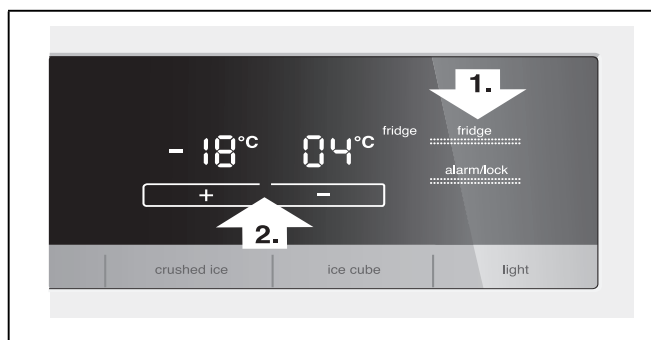 1.
-18°C 04°C fridge fridge
alarm/lock
+ −
2.
crushed ice ice cube light